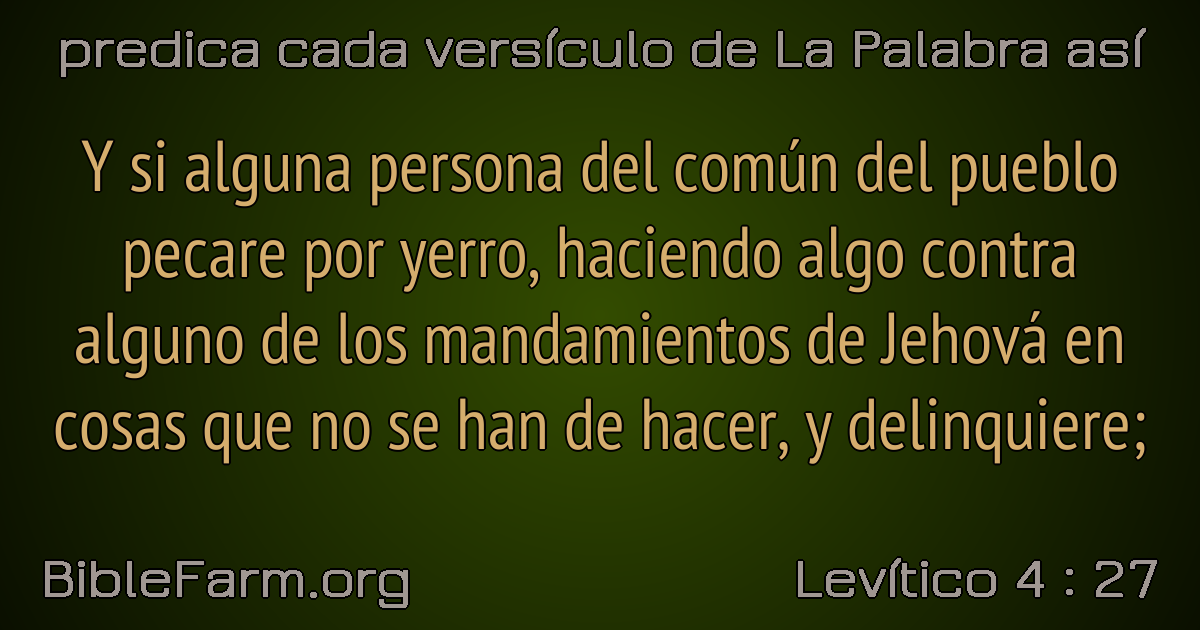 predica cada versículo de La Palabra así
Y si alguna persona del común del pueblo
pecare por yerro, haciendo algo contra
alguno de los mandamientos de Jehová en
cosas que no se han de hacer, y delinquiere;
BibleFarm.org
Levítico 4 : 27